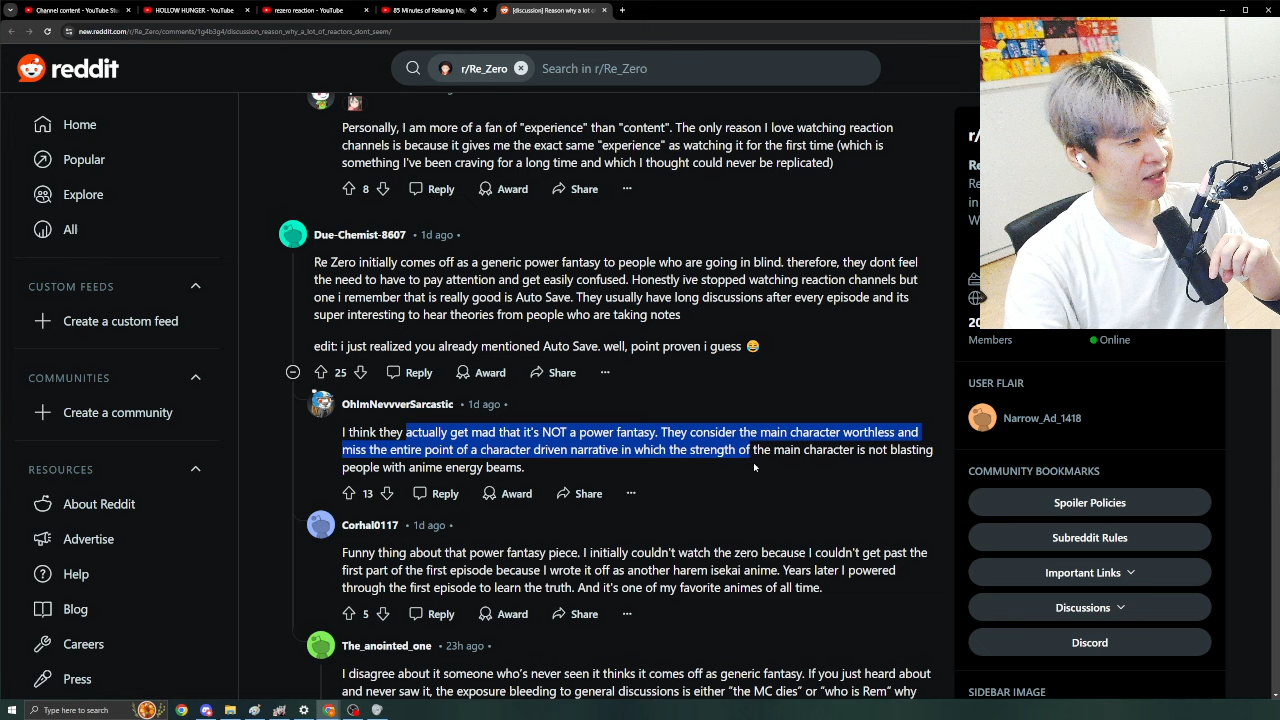 Channel content - YouTube St
HOLLOW HUNGER - YouTube
rezero reaction - YouTube
85 Minutes of Relaxing Mu
[discussion] Reason why a lot of
new.reddit.com/r/Re_Zero/comments/1g4b3g4/discussion_reason_why_a_lot_of_reactors_dont_seem/
reddit
r/Re_Zero
Search in r/Re_Zero
Home
Popular
Explore
All
CUSTOM FEEDS
Create a custom feed
COMMUNITIES
Create a community
RESOURCES
About Reddit
Advertise
Help
Blog
Careers
Press
Personally, I am more of a fan of "experience" than "content". The only reason I love watching reaction
channels is because it gives me the exact same "experience" as watching it for the first time (which is
something I've been craving for a long time and which I thought could never be replicated)
8 Reply Award Share ...
Due-Chemist-8607 • 1d ago •
Re Zero initially comes off as a generic power fantasy to people who are going in blind. therefore, they dont feel
the need to have to pay attention and get easily confused. Honestly ive stopped watching reaction channels but
one i remember that is really good is Auto Save. They usually have long discussions after every episode and its
super interesting to hear theories from people who are taking notes
edit: i just realized you already mentioned Auto Save. well, point proven i guess 😂
25 Reply Award Share ...
OhImNevvverSarcastic • 1d ago •
I think they actually get mad that it's NOT a power fantasy. They consider the main character worthless and
miss the entire point of a character driven narrative in which the strength of the main character is not blasting
people with anime energy beams.
13 Reply Award Share ...
Corhal0117 • 1d ago •
Funny thing about that power fantasy piece. I initially couldn't watch the zero because I couldn't get past the
first part of the first episode because I wrote it off as another harem isekai anime. Years later I powered
through the first episode to learn the truth. And it's one of my favorite animes of all time.
5 Reply Award Share ...
The_anointed_one • 23h ago •
I disagree about it someone who's never seen it thinks it comes off as generic fantasy. If you just heard about
and never saw it, the exposure bleeding to general discussions is either "the MC dies" or "who is Rem" why
Members
Online
USER FLAIR
Narrow_Ad_1418
COMMUNITY BOOKMARKS
Spoiler Policies
Subreddit Rules
Important Links
Discussions
Discord
SIDEBAR IMAGE
Type here to search